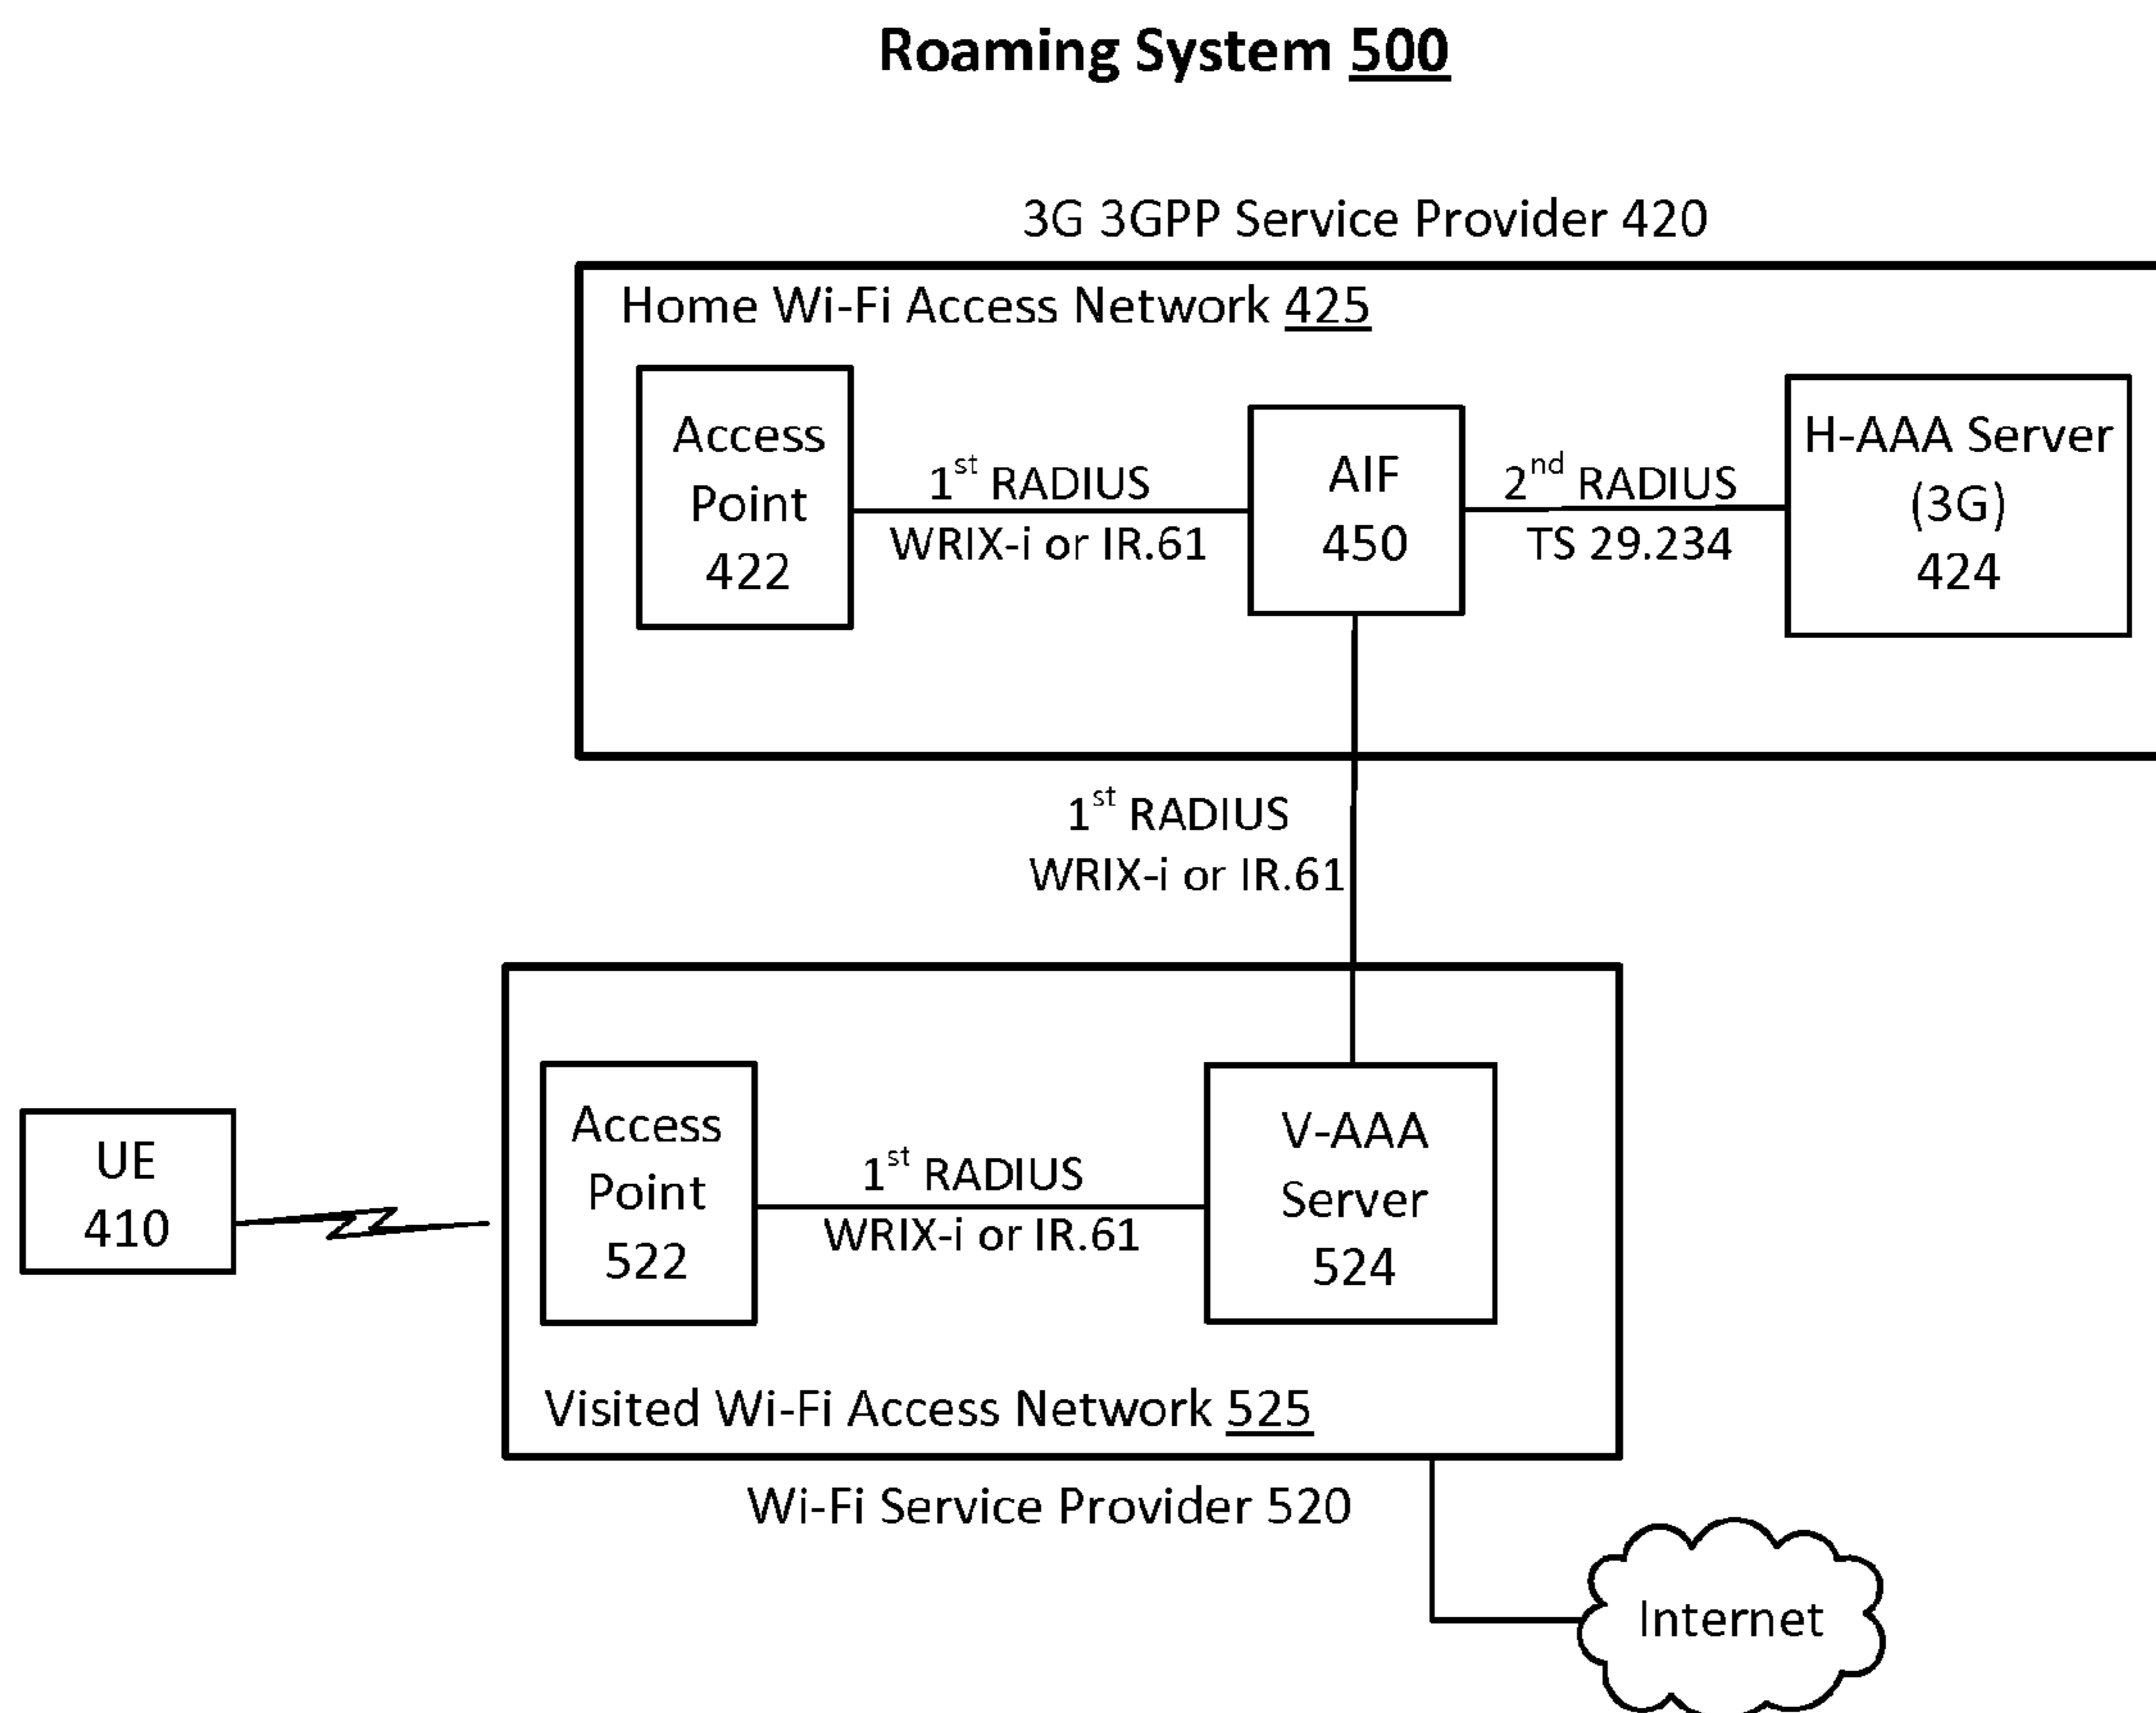 Roaming System 500
3G 3GPP Service Provider 420
Home Wi-Fi Access Network 425
Access
Point
422
1st RADIUS
WRIX-i or IR.61
AIF
450
2nd RADIUS
TS 29.234
H-AAA Server
(3G)
424
1st RADIUS
WRIX-i or IR.61
UE
410
Access
Point
522
1st RADIUS
WRIX-i or IR.61
V-AAA
Server
524
Visited Wi-Fi Access Network 525
Wi-Fi Service Provider 520
Internet